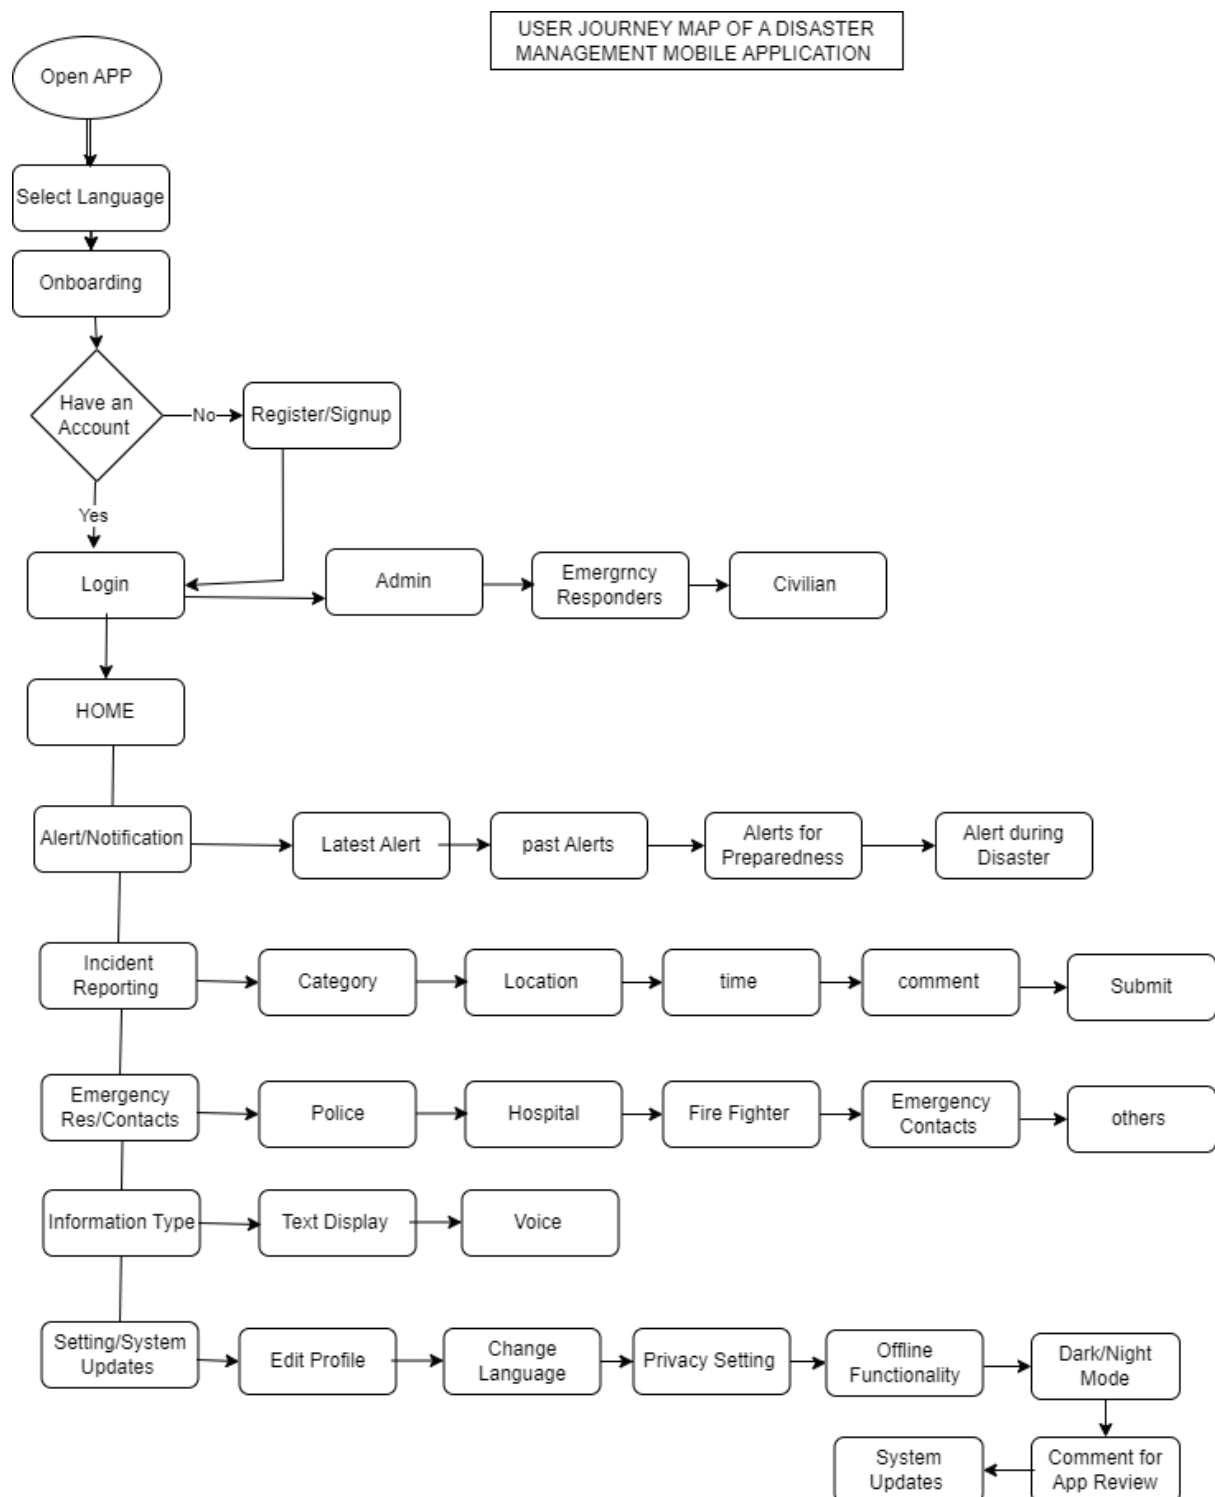 USER JOURNEY MAP OF A DISASTER
MANAGEMENT MOBILE APPLICATION
Open APP
Select Language
Onboarding
Have an
Account
No
Register/Signup
Yes
Login
Admin
Emergrncy
Responders
Civilian
HOME
Alert/Notification
Latest Alert
past Alerts
Alerts for
Preparedness
Alert during
Disaster
Incident
Reporting
Category
Location
time
comment
Submit
Emergency
Res/Contacts
Police
Hospital
Fire Fighter
Emergency
Contacts
others
Information Type
Text Display
Voice
Setting/System
Updates
Edit Profile
Change
Language
Privacy Setting
Offline
Functionality
Dark/Night
Mode
System
Updates
Comment for
App Review